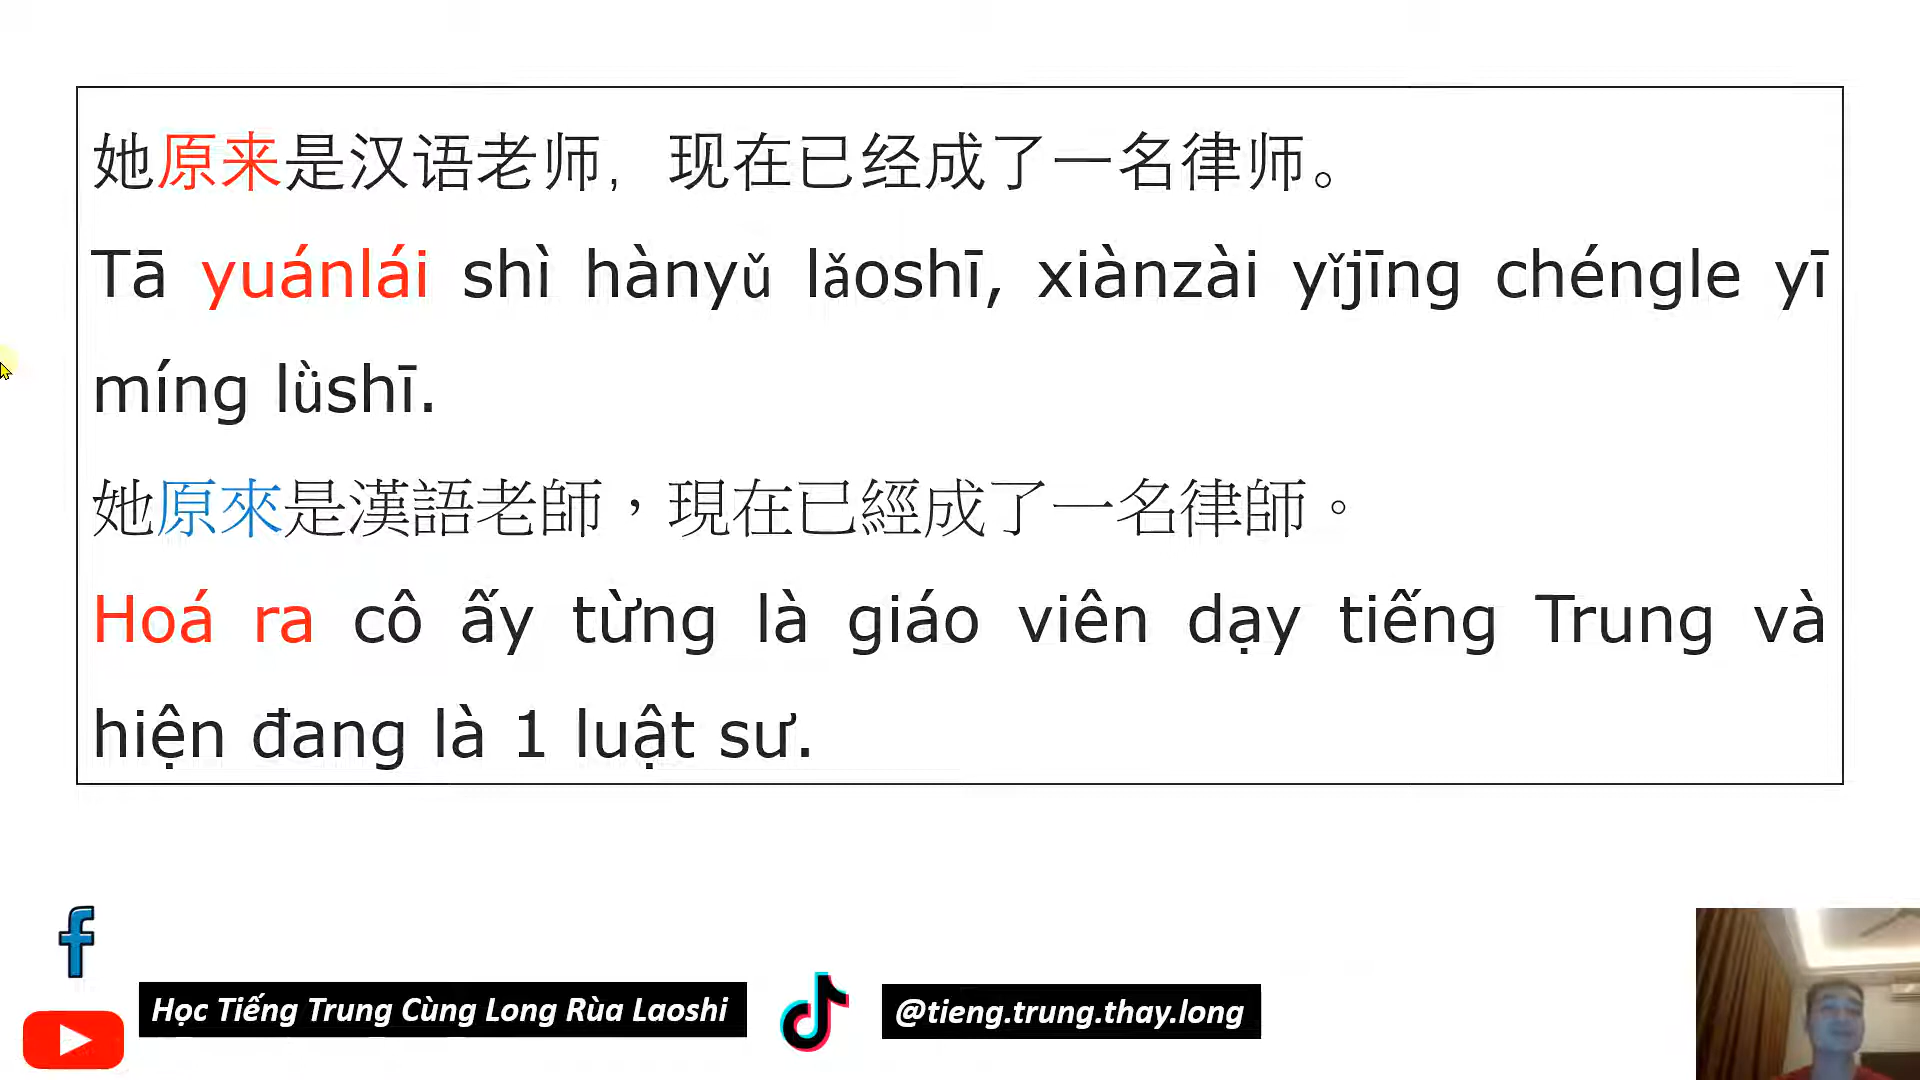 她原来是汉语老师，现在已经成了一名律师。
Tā yuánlái shì hànyǔ lǎoshī, xiànzài yǐjīng chéngle yī
míng lǜshī.
她原來是漢語老師，現在已經成了一名律師。
Hoá ra cô ấy từng là giáo viên dạy tiếng Trung và
hiện đang là 1 luật sư.
Học Tiếng Trung Cùng Long Rùa Laoshi
@tieng.trung.thay.long